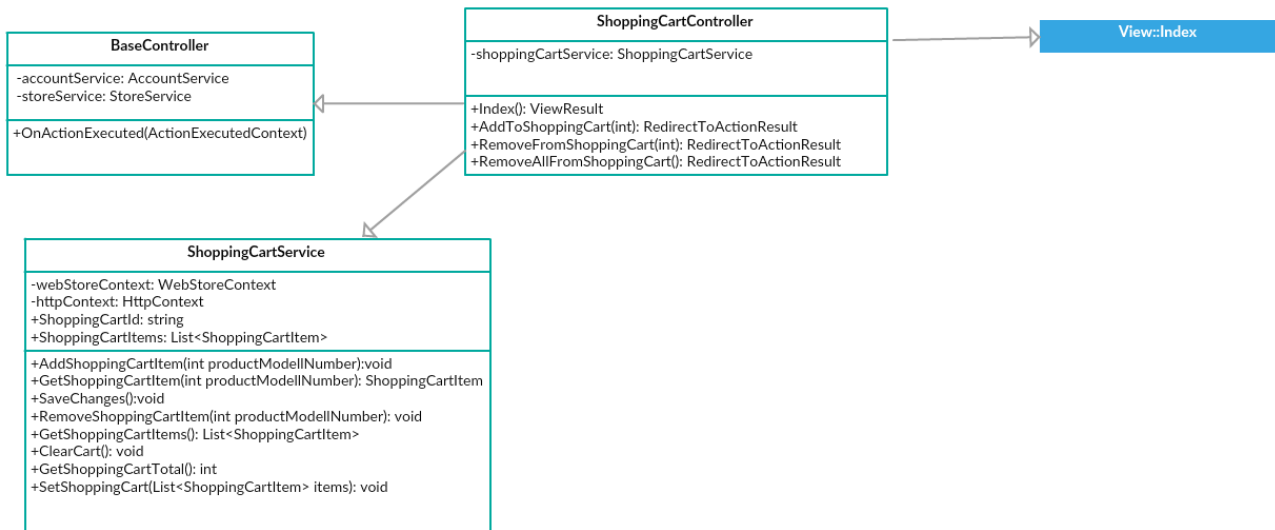 BaseController
-accountService: AccountService
-storeService: StoreService
+OnActionExecuted(ActionExecutedContext)
ShoppingCartController
-shoppingCartService: ShoppingCartService
+Index(): ViewResult
+AddToShoppingCart(int): RedirectToActionResult
+RemoveFromShoppingCart(int): RedirectToActionResult
+RemoveAllFromShoppingCart(): RedirectToActionResult
View::Index
ShoppingCartService
-webStoreContext: WebStoreContext
-httpContext: HttpContext
+ShoppingCartId: string
+ShoppingCartItems: List<ShoppingCartItem>
+AddShoppingCartItem(int productModellNumber):void
+GetShoppingCartItem(int productModellNumber): ShoppingCartItem
+SaveChanges():void
+RemoveShoppingCartItem(int productModellNumber): void
+GetShoppingCartItems(): List<ShoppingCartItem>
+ClearCart(): void
+GetShoppingCartTotal(): int
+SetShoppingCart(List<ShoppingCartItem> items): void